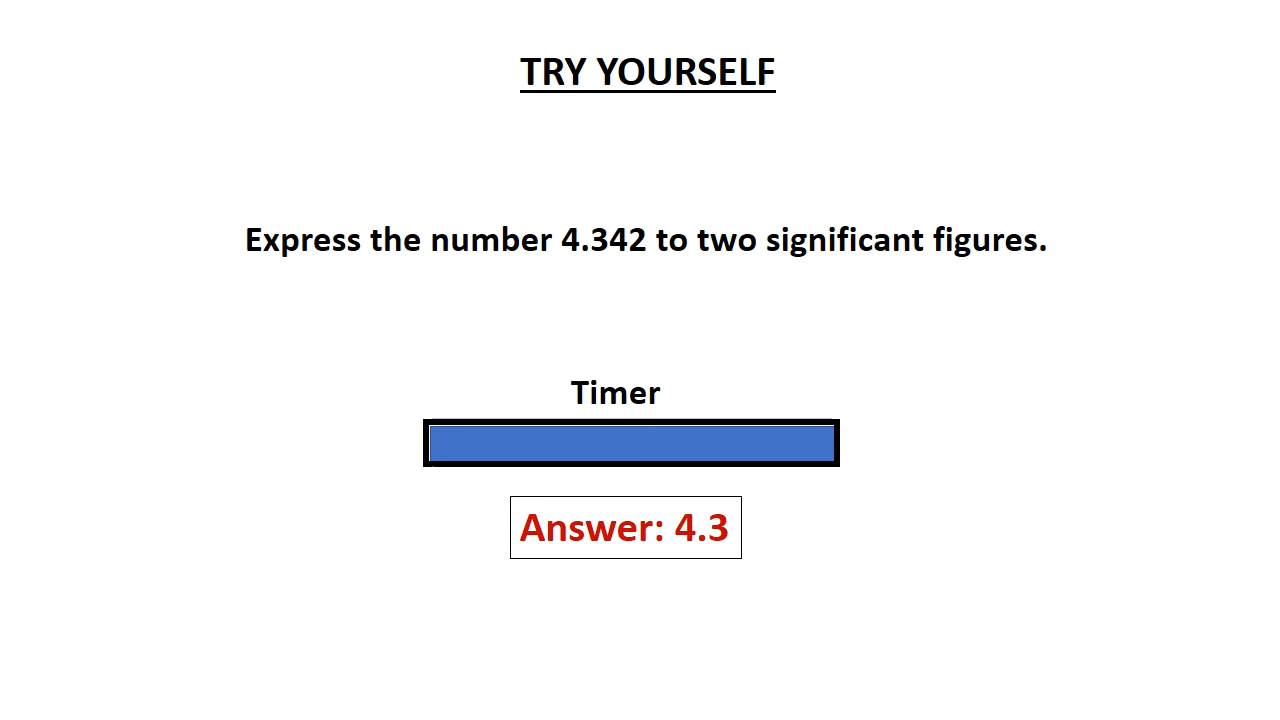 TRY YOURSELF
Express the number 4.342 to two significant figures.
Timer
Answer: 4.3